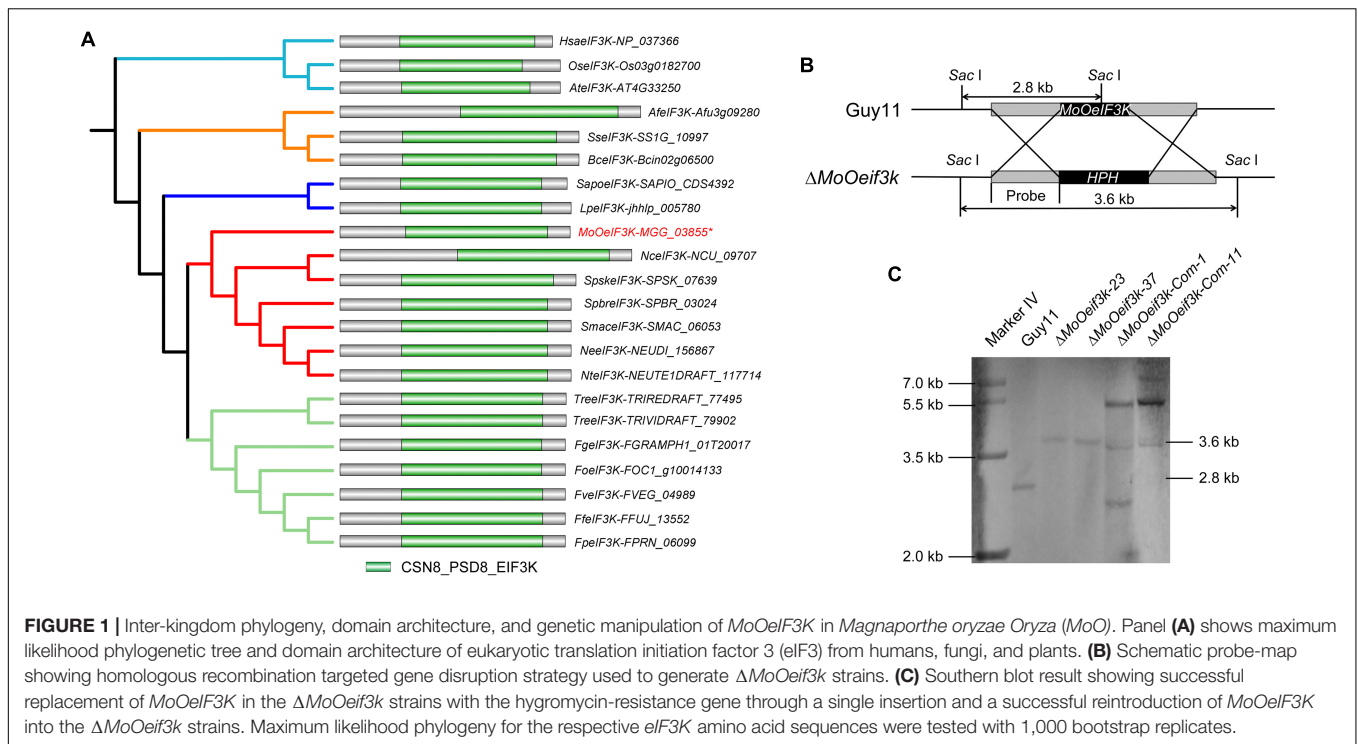 A
HsaeIF3K-NP_037366
OseIF3K-Os03g0182700
AteIF3K-AT4G33250
AfeIF3K-Afu3g09280
SseIF3K-SS1G_10997
BceIF3K-Bcin02g06500
SapoeIF3K-SAPIO_CDS4392
LpeIF3K-jhhlp_005780
MoOeIF3K-MGG_03855*
NceIF3K-NCU_09707
SpskeIF3K-SPSK_07639
SpbreIF3K-SPBR_03024
SmaceIF3K-SMAC_06053
NeeIF3K-NEUDI_156867
NteIF3K-NEUTE1DRAFT_117714
TreeIF3K-TRIREDRAFT_77495
TreeIF3K-TRIVIDRAFT_79902
FgeIF3K-FGRAMPH1_01T20017
FoeIF3K-FOC1_g10014133
FveIF3K-FVEG_04989
FfeIF3K-FFUJ_13552
FpeIF3K-FPRN_06099
CSN8_PSD8_EIF3K
B
Sac I
Sac I
2.8 kb
Guy11
MoOeIF3K
Sac I
Sac I
ΔMoOeif3k
HPH
Probe
3.6 kb
C
Marker IV
Guy11
ΔMoOeif3k-23
ΔMoOeif3k-37
ΔMoOeif3k-Com-1
ΔMoOeif3k-Com-11
7.0 kb
5.5 kb
3.5 kb
2.0 kb
3.6 kb
2.8 kb
FIGURE 1 | Inter-kingdom phylogeny, domain architecture, and genetic manipulation of MoOeIF3K in Magnaporthe oryzae Oryza (MoO). Panel (A) shows maximum
likelihood phylogenetic tree and domain architecture of eukaryotic translation initiation factor 3 (eIF3) from humans, fungi, and plants. (B) Schematic probe-map
showing homologous recombination targeted gene disruption strategy used to generate ΔMoOeif3k strains. (C) Southern blot result showing successful
replacement of MoOeIF3K in the ΔMoOeif3k strains with the hygromycin-resistance gene through a single insertion and a successful reintroduction of MoOeIF3K
into the ΔMoOeif3k strains. Maximum likelihood phylogeny for the respective eIF3K amino acid sequences were tested with 1,000 bootstrap replicates.